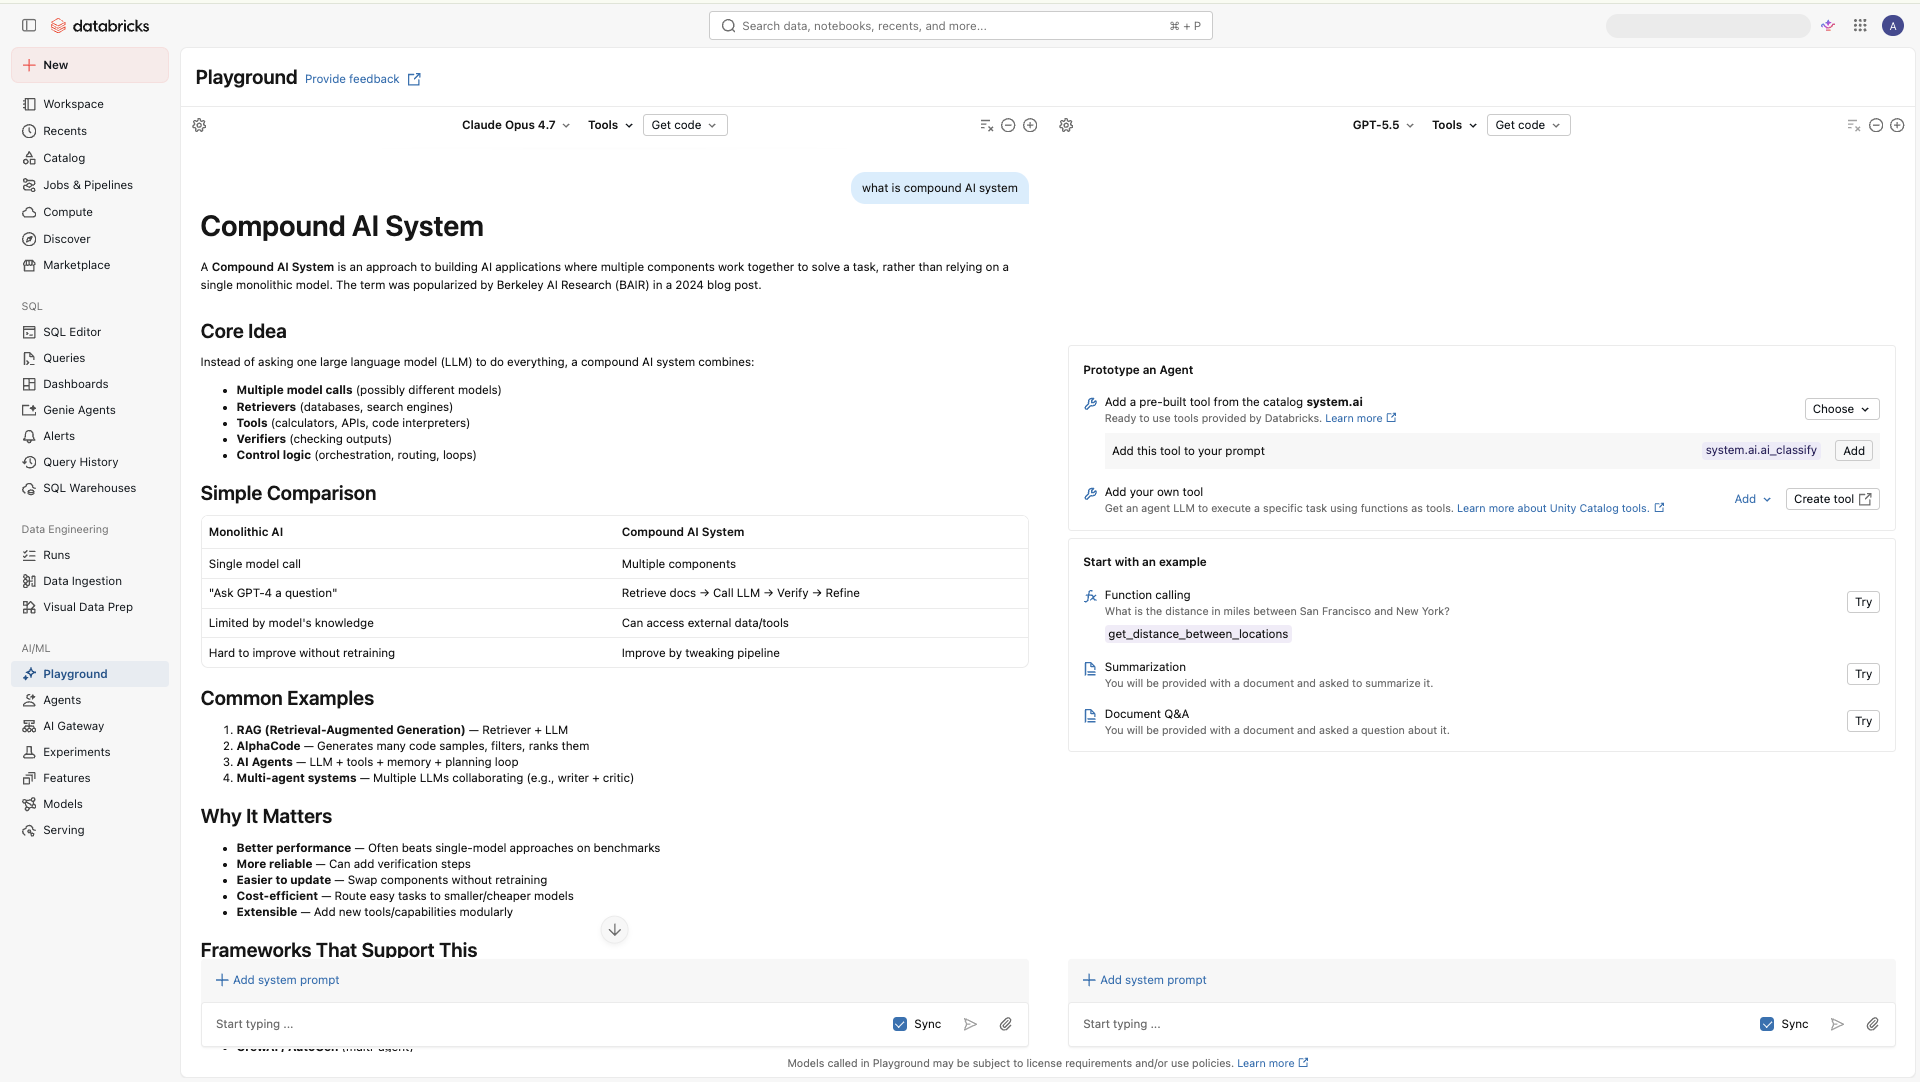 databricks
Search data, notebooks, recents, and more...
⌘ + P
A
New
Workspace
Recents
Catalog
Jobs & Pipelines
Compute
Discover
Marketplace
SQL
SQL Editor
Queries
Dashboards
Genie Agents
Alerts
Query History
SQL Warehouses
Data Engineering
Runs
Data Ingestion
Visual Data Prep
AI/ML
Playground
Agents
AI Gateway
Experiments
Features
Models
Serving
Playground Provide feedback
Claude Opus 4.7 Tools Get code
what is compound AI system
Compound AI System
A Compound AI System is an approach to building AI applications where multiple components work together to solve a task, rather than relying on a
single monolithic model. The term was popularized by Berkeley AI Research (BAIR) in a 2024 blog post.
Core Idea
Instead of asking one large language model (LLM) to do everything, a compound AI system combines:
• Multiple model calls (possibly different models)
• Retrievers (databases, search engines)
• Tools (calculators, APIs, code interpreters)
• Verifiers (checking outputs)
• Control logic (orchestration, routing, loops)
Simple Comparison
Monolithic AI Compound AI System
Single model call Multiple components
"Ask GPT-4 a question" Retrieve docs → Call LLM → Verify → Refine
Limited by model's knowledge Can access external data/tools
Hard to improve without retraining Improve by tweaking pipeline
Common Examples
1. RAG (Retrieval-Augmented Generation) — Retriever + LLM
2. AlphaCode — Generates many code samples, filters, ranks them
3. AI Agents — LLM + tools + memory + planning loop
4. Multi-agent systems — Multiple LLMs collaborating (e.g., writer + critic)
Why It Matters
• Better performance — Often beats single-model approaches on benchmarks
• More reliable — Can add verification steps
• Easier to update — Swap components without retraining
• Cost-efficient — Route easy tasks to smaller/cheaper models
• Extensible — Add new tools/capabilities modularly
Frameworks That Support This
Add system prompt
Start typing ...
Sync
GPT-5.5 Tools Get code
Prototype an Agent
Add a pre-built tool from the catalog system.ai
Ready to use tools provided by Databricks. Learn more
Choose
Add this tool to your prompt system.ai.ai_classify Add
Add your own tool
Get an agent LLM to execute a specific task using functions as tools. Learn more about Unity Catalog tools.
Add Create tool
Start with an example
Function calling
What is the distance in miles between San Francisco and New York?
get_distance_between_locations
Try
Summarization
You will be provided with a document and asked to summarize it.
Try
Document Q&A
You will be provided with a document and asked a question about it.
Try
Add system prompt
Start typing ...
Sync
Models called in Playground may be subject to license requirements and/or use policies. Learn more